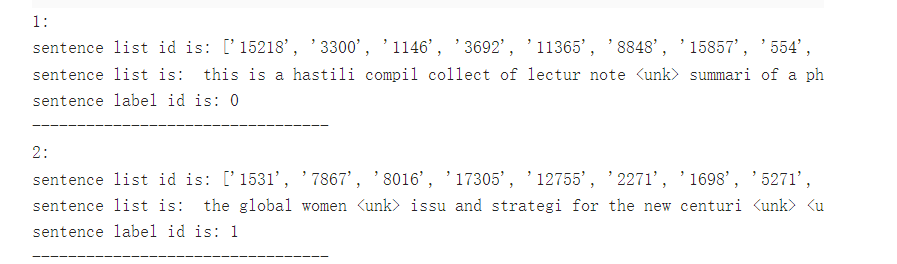 1:
sentence list id is: ['15218', '3300', '1146', '3692', '11365', '8848', '15857', '554',
sentence list is:  this is a hastili compil collect of lectur note <unk> summari of a ph
sentence label id is: 0
---------------------------------
2:
sentence list id is: ['1531', '7867', '8016', '17305', '12755', '2271', '1698', '5271',
sentence list is:  the global women <unk> issu and strategi for the new centuri <unk> <u
sentence label id is: 1
---------------------------------